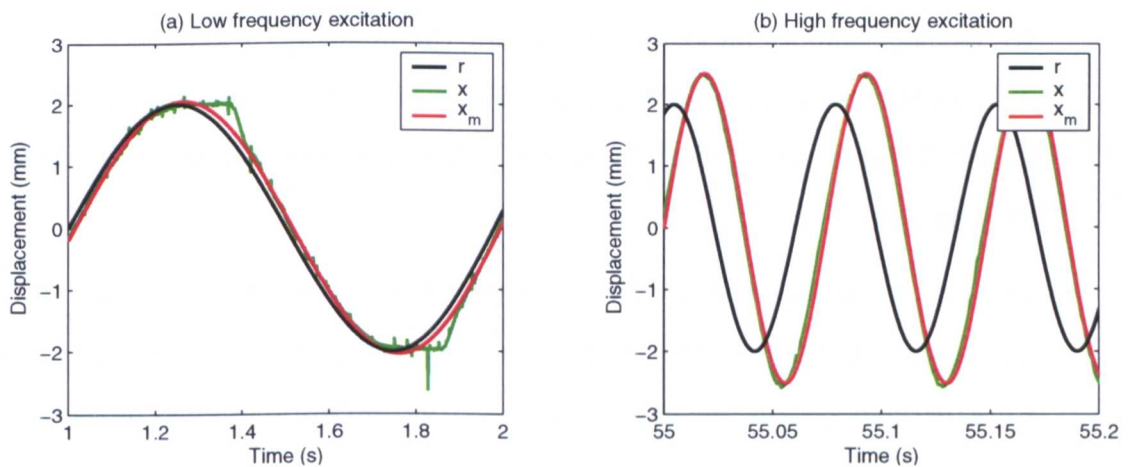 (a) Low frequency excitation
3
2
1
0
−1
−2
−3
Displacement (mm)
1
1.2
1.4
1.6
1.8
2
Time (s)
r
x
x_m
(b) High frequency excitation
3
2
1
0
−1
−2
−3
Displacement (mm)
55
55.05
55.1
55.15
55.2
Time (s)
r
x
x_m